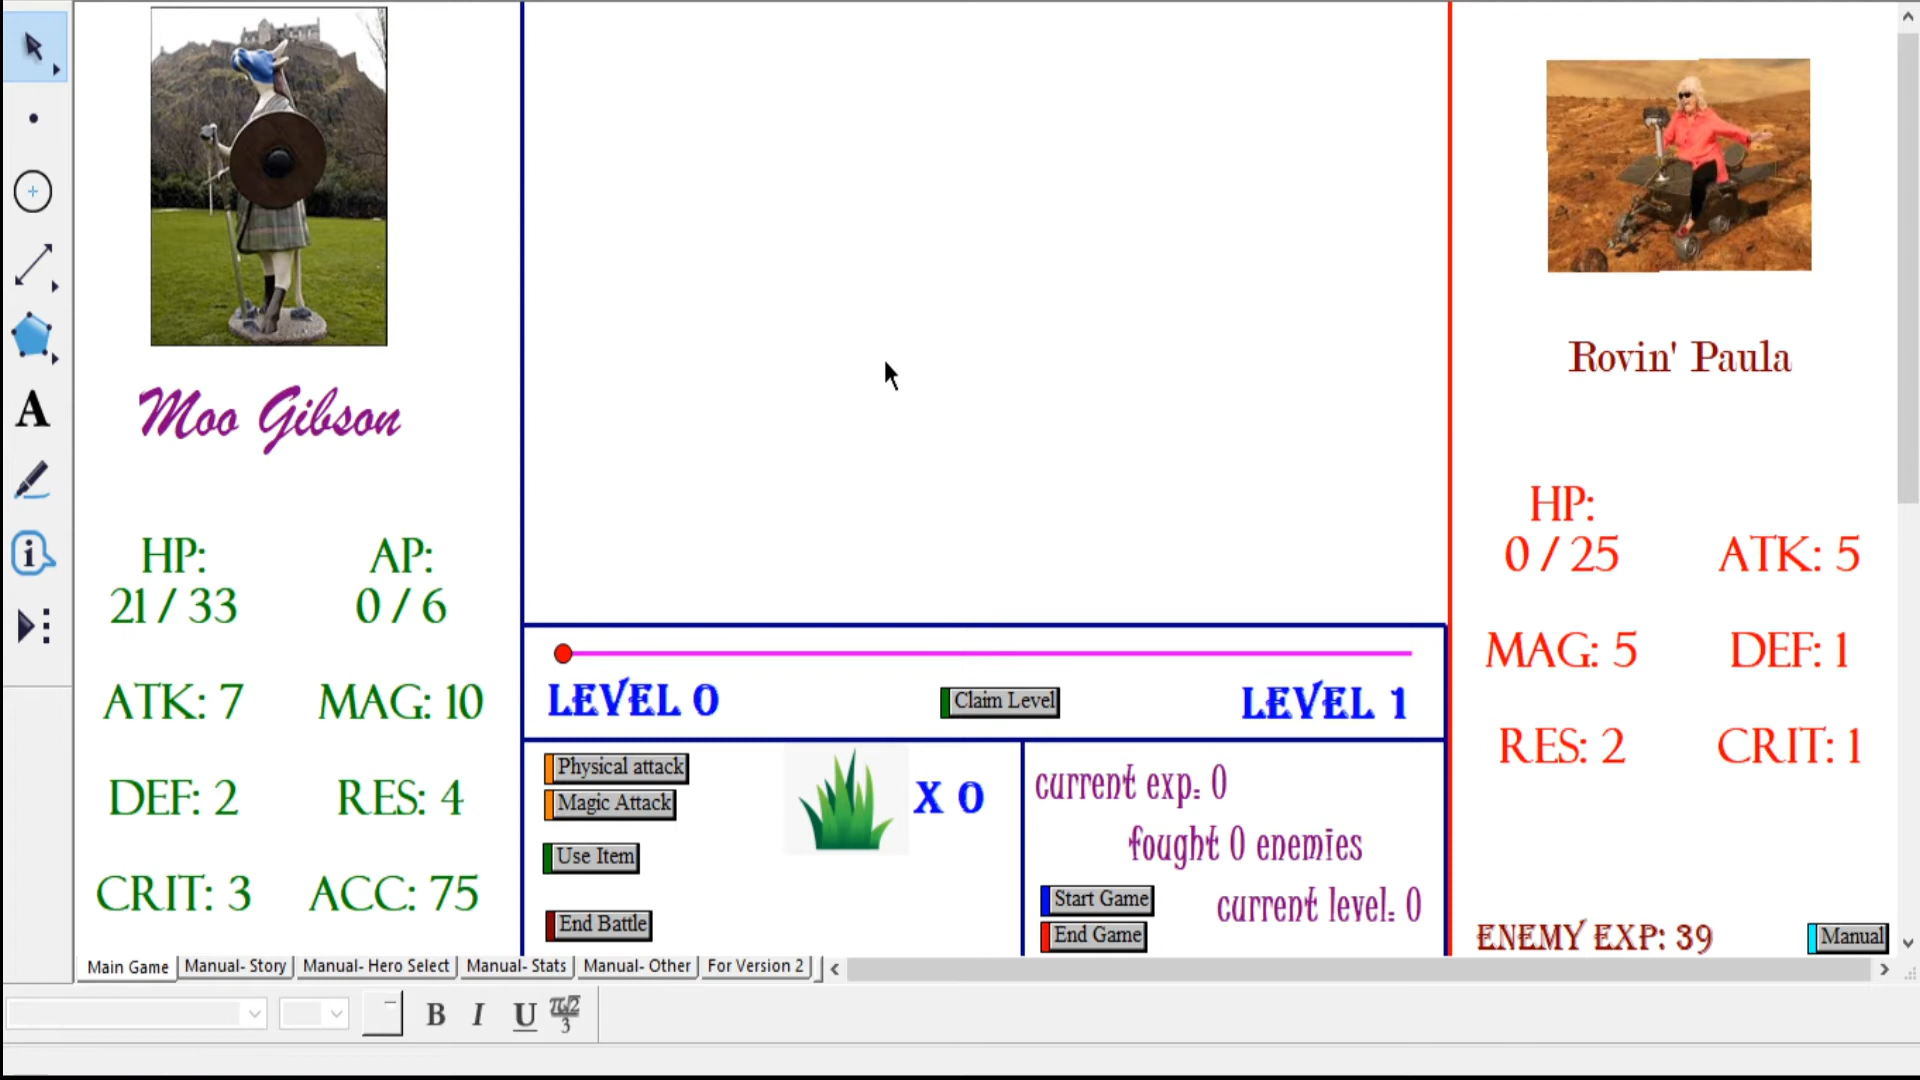 Moo Gibson
HP:
21 / 33
AP:
0 / 6
ATK: 7
MAG: 10
DEF: 2
RES: 4
CRIT: 3
ACC: 75
LEVEL 0
Claim Level
LEVEL 1
Physical attack
Magic Attack
Use Item
End Battle
X 0
current exp: 0
fought 0 enemies
current level: 0
Start Game
End Game
Rovin' Paula
HP:
0 / 25
ATK: 5
MAG: 5
DEF: 1
RES: 2
CRIT: 1
ENEMY EXP: 39
Manual
Main Game
Manual- Story
Manual- Hero Select
Manual- Stats
Manual- Other
For Version 2
A
B I U π√2/3